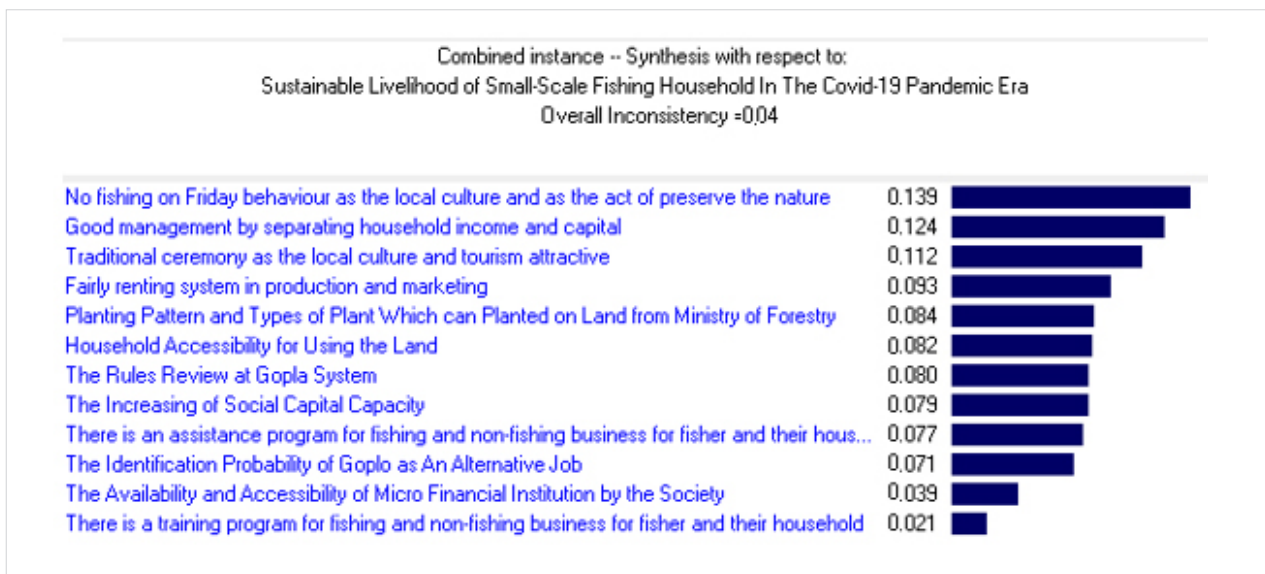 Combined instance -- Synthesis with respect to:
Sustainable Livelihood of Small-Scale Fishing Household In The Covid-19 Pandemic Era
Overall Inconsistency =0,04
No fishing on Friday behaviour as the local culture and as the act of preserve the nature 0.139
Good management by separating household income and capital 0.124
Traditional ceremony as the local culture and tourism attractive 0.112
Fairly renting system in production and marketing 0.093
Planting Pattern and Types of Plant Which can Planted on Land from Ministry of Forestry 0.084
Household Accessibility for Using the Land 0.082
The Rules Review at Gopla System 0.080
The Increasing of Social Capital Capacity 0.079
There is an assistance program for fishing and non-fishing business for fisher and their hous... 0.077
The Identification Probability of Goplo as An Alternative Job 0.071
The Availability and Accessibility of Micro Financial Institution by the Society 0.039
There is a training program for fishing and non-fishing business for fisher and their household 0.021